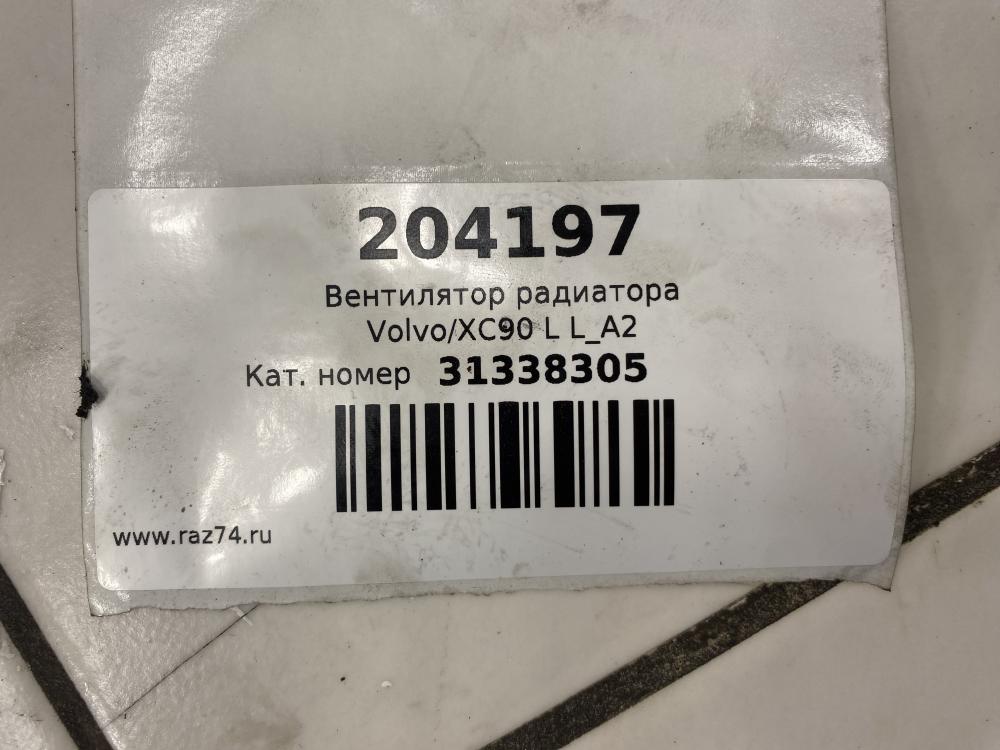 204197
Вентилятор радиатора
Volvo/XC90 L L_A2
Кат. номер 31338305
www.raz74.ru